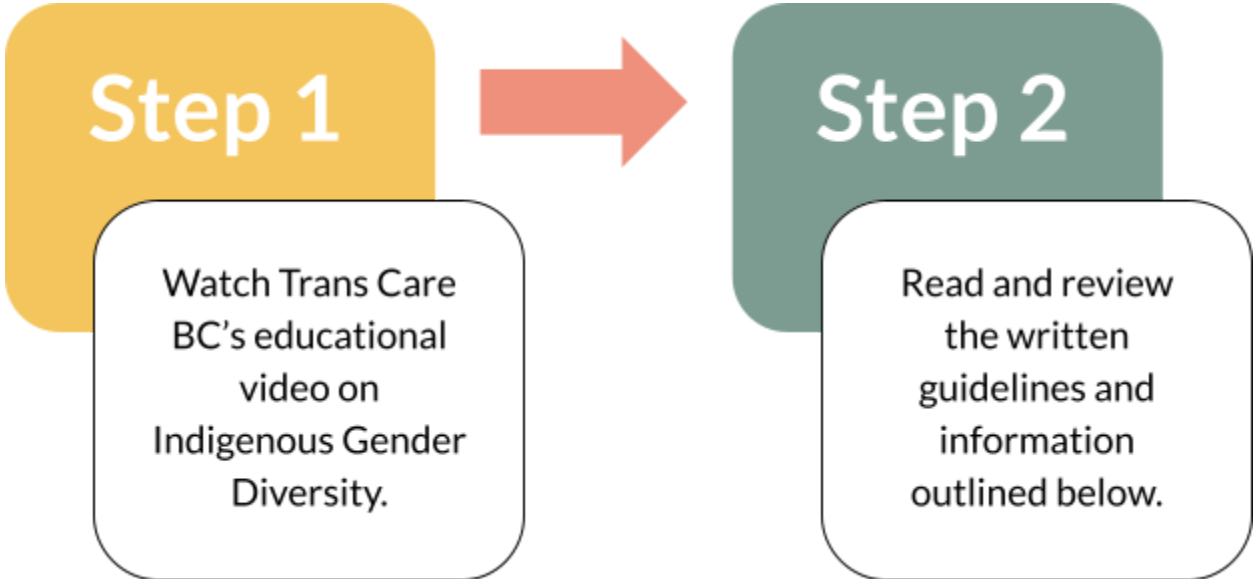 Step 1
Watch Trans Care
BC’s educational
video on
Indigenous Gender
Diversity.
Step 2
Read and review
the written
guidelines and
information
outlined below.